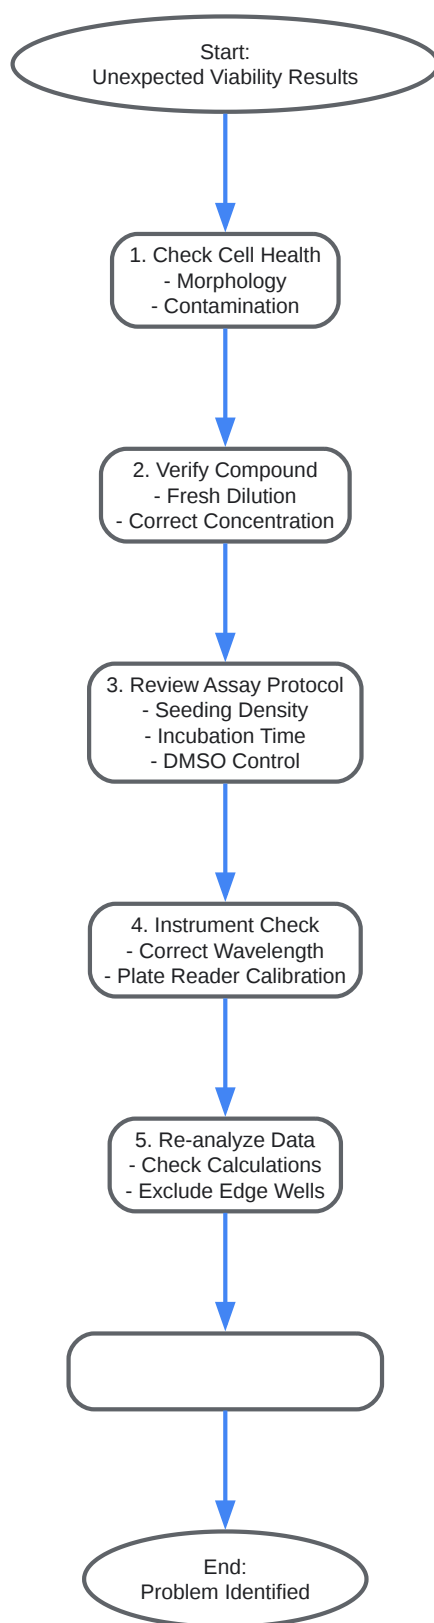 Start:
Unexpected Viability Results
1. Check Cell Health
- Morphology
- Contamination
2. Verify Compound
- Fresh Dilution
- Correct Concentration
3. Review Assay Protocol
- Seeding Density
- Incubation Time
- DMSO Control
4. Instrument Check
- Correct Wavelength
- Plate Reader Calibration
5. Re-analyze Data
- Check Calculations
- Exclude Edge Wells
End:
Problem Identified